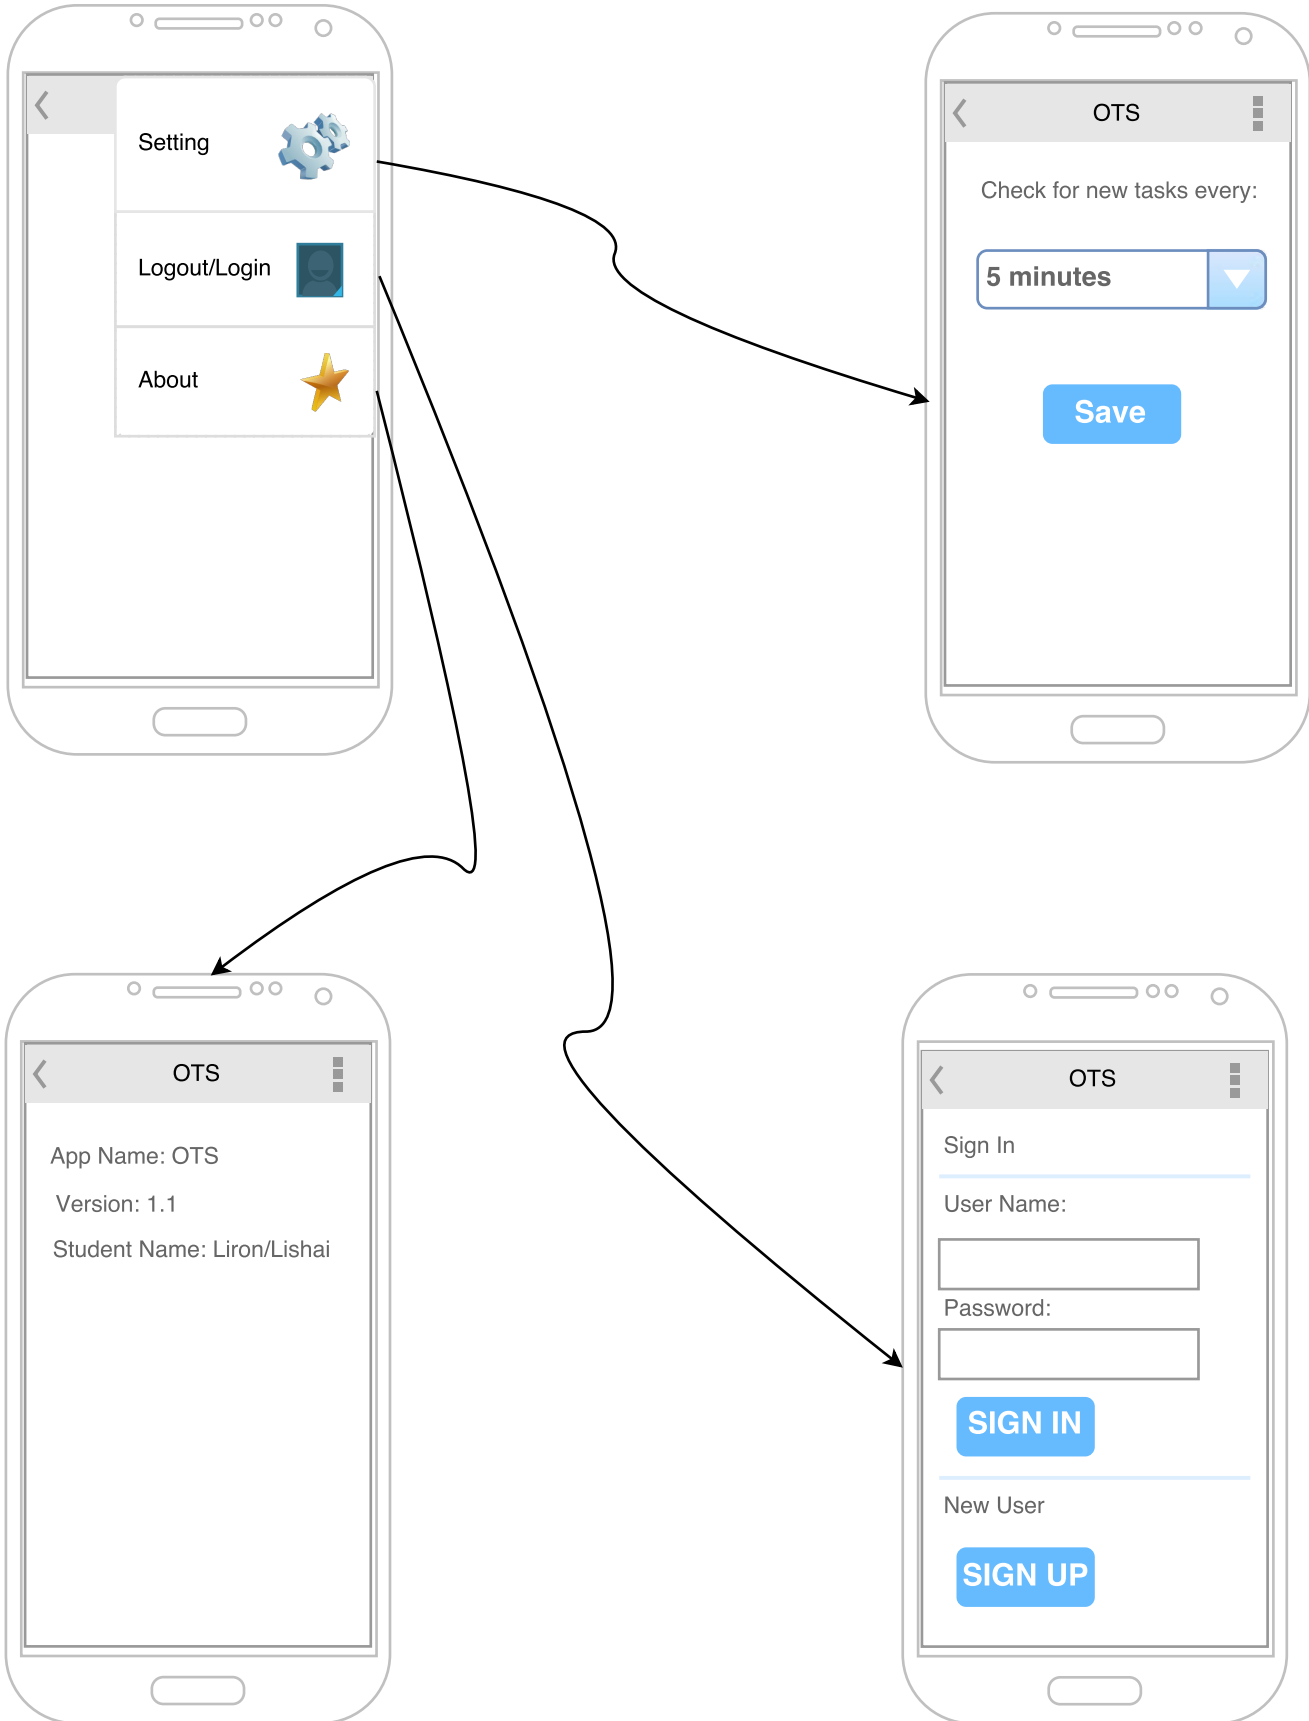 Setting
Logout/Login
About
OTS
Check for new tasks every:
5 minutes
Save
OTS
App Name: OTS
Version: 1.1
Student Name: Liron/Lishai
OTS
Sign In
User Name:
Password:
SIGN IN
New User
SIGN UP